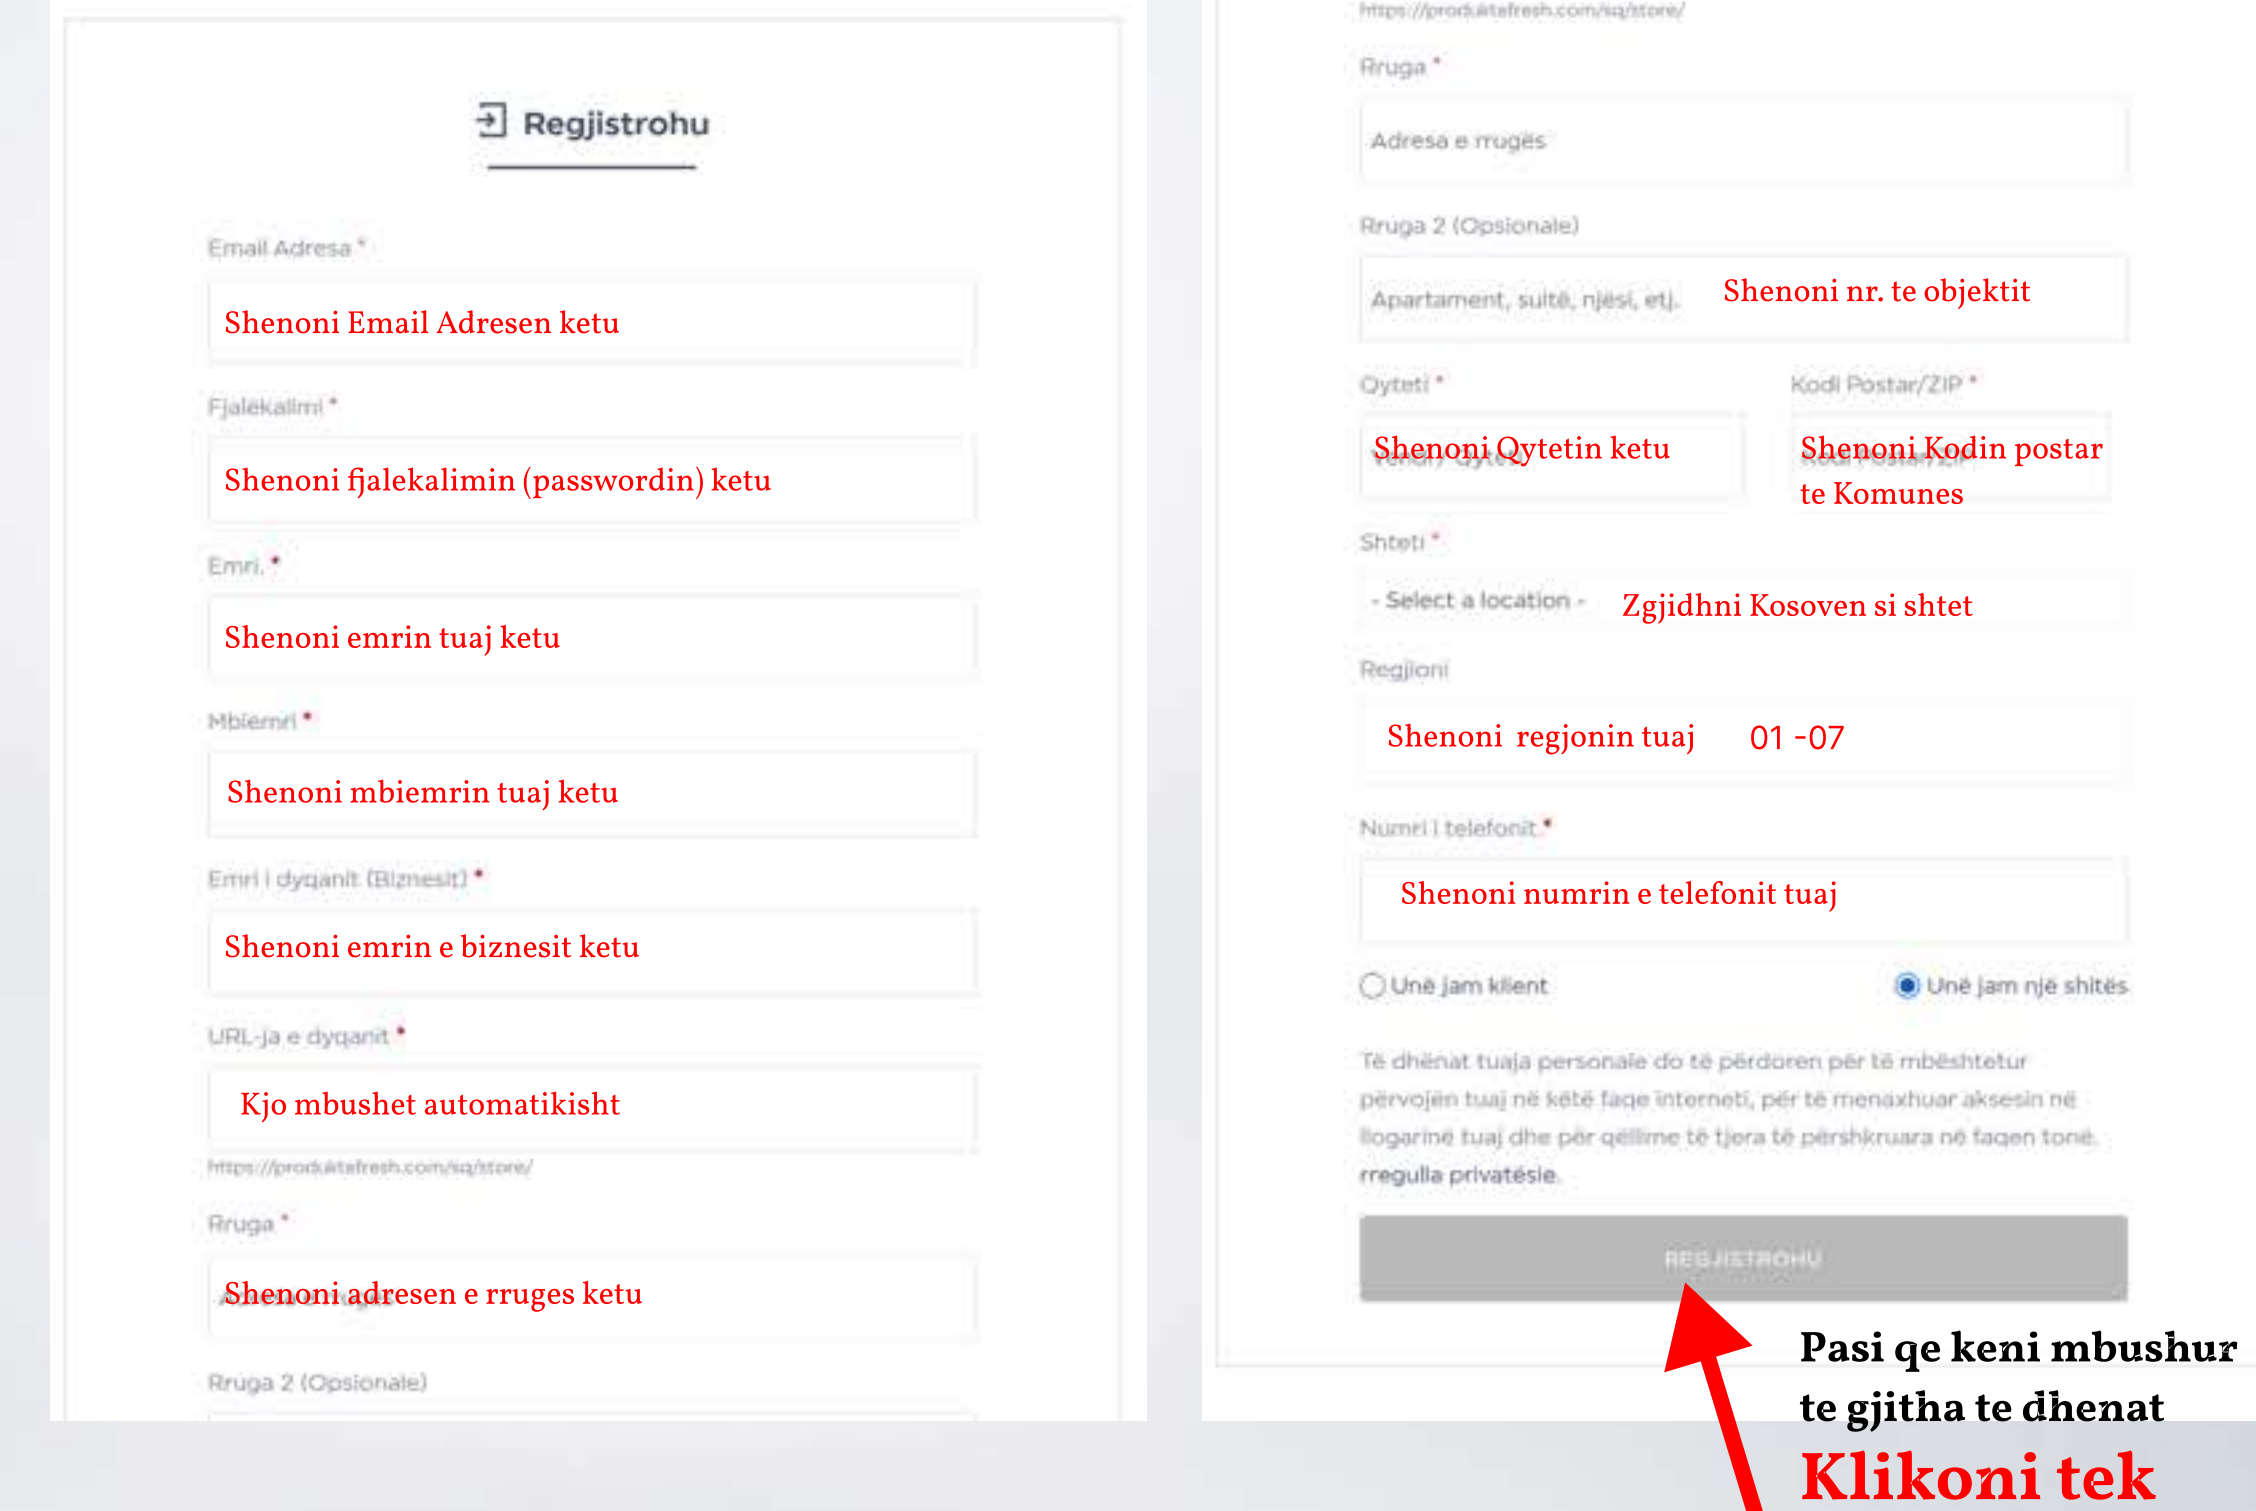 Regjistrohu
Email Adresa *
Shenoni Email Adresen ketu
Fjalëkalimi *
Shenoni fjalekalimin (passwordin) ketu
Emri. *
Shenoni emrin tuaj ketu
Mbiemri *
Shenoni mbiemrin tuaj ketu
Emri i dyqanit (Biznesit) *
Shenoni emrin e biznesit ketu
URL-ja e dyqanit *
Kjo mbushet automatikisht
https://produktefresh.com/sq/store/
Rruga *
Shenoni adresen e rruges ketu
Rruga 2 (Opsionale)
https://produktefresh.com/sq/store/
Rruga *
Adresa e rrugës
Rruga 2 (Opsionale)
Apartament, suitë, njësi, etj. Shenoni nr. te objektit
Qyteti * Kodi Postar/ZIP *
Shenoni Qytetin ketu Shenoni Kodin postar
te Komunes
Shteti *
- Select a location - Zgjidhni Kosoven si shtet
Regjioni
Shenoni regjonin tuaj 01 -07
Numri i telefonit *
Shenoni numrin e telefonit tuaj
Unë jam klient Unë jam një shitës
Të dhënat tuaja personale do të përdoren për të mbështetur
përvojën tuaj në këtë faqe interneti, për të menaxhuar aksesin në
llogarinë tuaj dhe për qëllime të tjera të përshkruara në faqen tonë.
rregulla privatësie.
REGJISTROHU
Pasi qe keni mbushur
te gjitha te dhenat
Klikoni tek